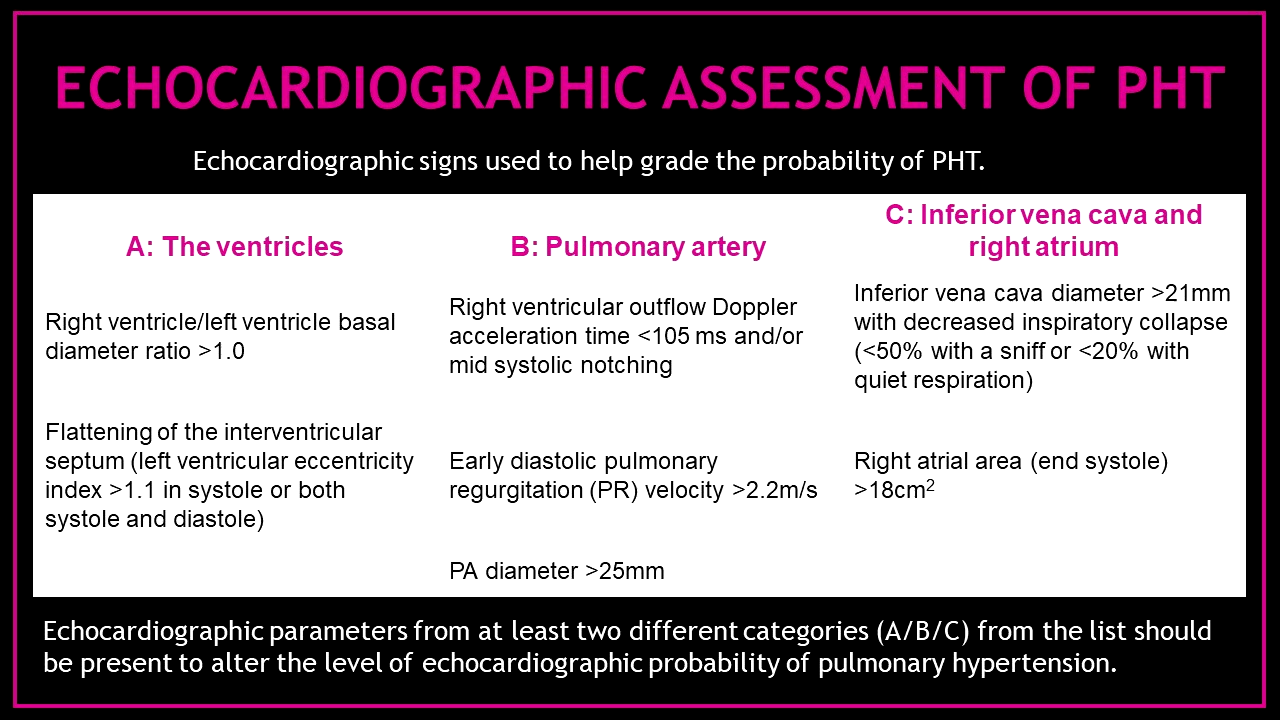 ECHOCARDIOGRAPHIC ASSESSMENT OF PHT
Echocardiographic signs used to help grade the probability of PHT.
A: The ventricles
Right ventricle/left ventricle basal
diameter ratio >1.0
Flattening of the interventricular
septum (left ventricular eccentricity
index >1.1 in systole or both
systole and diastole)
B: Pulmonary artery
Right ventricular outflow Doppler
acceleration time <105 ms and/or
mid systolic notching
Early diastolic pulmonary
regurgitation (PR) velocity >2.2m/s
PA diameter >25mm
C: Inferior vena cava and
right atrium
Inferior vena cava diameter >21mm
with decreased inspiratory collapse
(<50% with a sniff or <20% with
quiet respiration)
Right atrial area (end systole)
>18cm²
Echocardiographic parameters from at least two different categories (A/B/C) from the list should
be present to alter the level of echocardiographic probability of pulmonary hypertension.